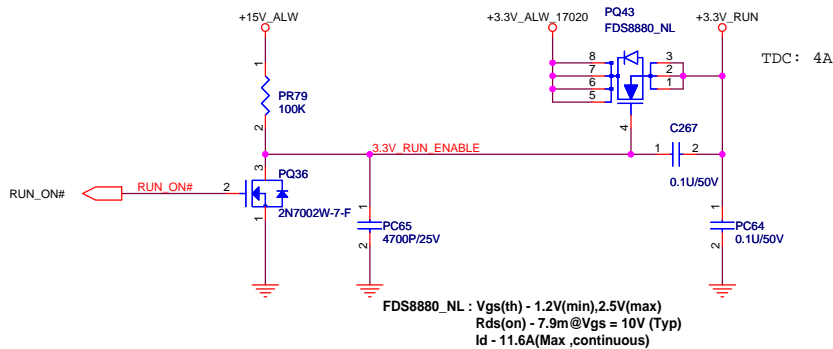 PQ43
+15V_ALW
+3.3V_ALW_17020
FDS8880_NL
+3.3V_RUN
TDC: 4A
1
8
7
6
5
3
2
1
PR79
100K
2
4
C267
3.3V_RUN_ENABLE
1
2
3
PQ36
0.1U/50V
RUN_ON#
RUN_ON#
2
2N7002W-7-F
1
1
PC65
4700P/25V
2
1
PC64
0.1U/50V
2
FDS8880_NL : Vgs(th) - 1.2V(min),2.5V(max)
Rds(on) - 7.9m@Vgs = 10V (Typ)
Id - 11.6A(Max ,continuous)